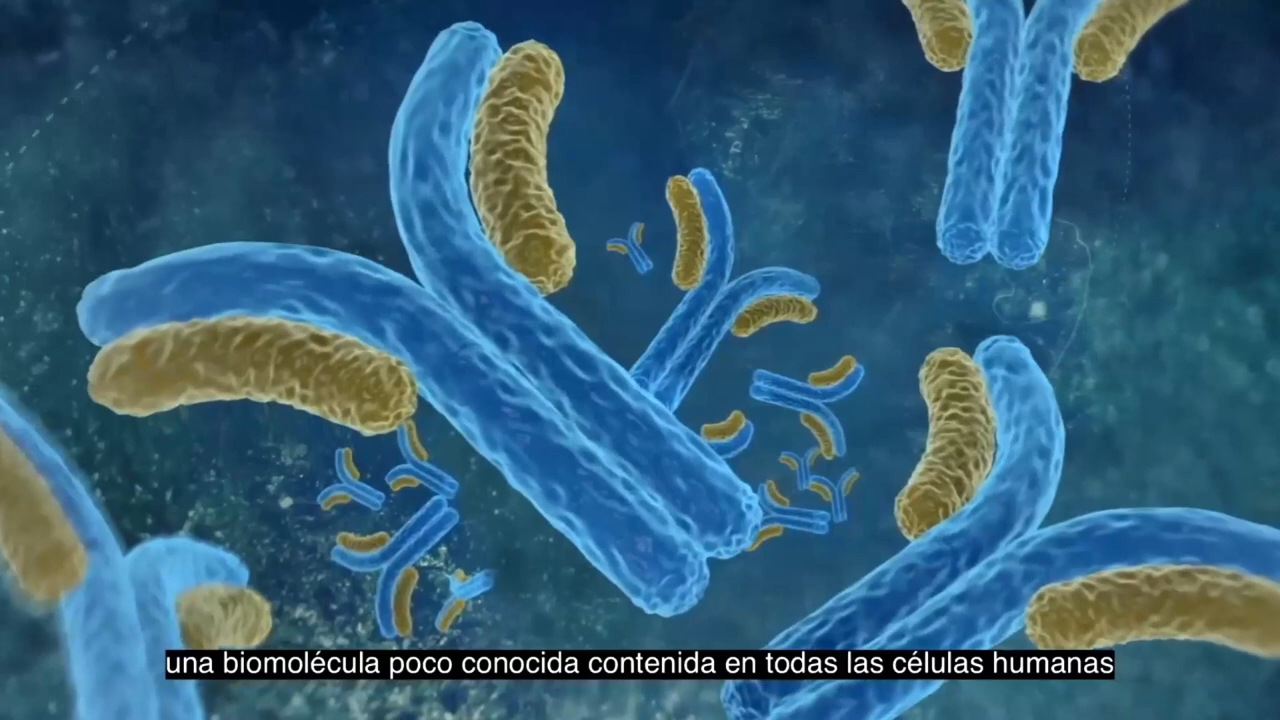 una biomolécula poco conocida contenida en todas las células humanas